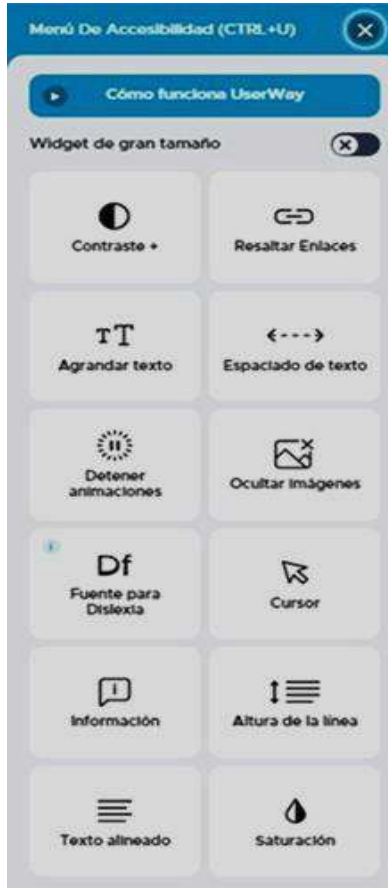 Menú De Accesibilidad (CTRL+U)
Cómo funciona UserWay
Widget de gran tamaño
Contraste +
Resaltar Enlaces
TT
Agrandar texto
Espaciado de texto
Detener
animaciones
Ocultar Imágenes
Df
Fuente para
Dislexia
Cursor
Información
Altura de la línea
Texto alineado
Saturación